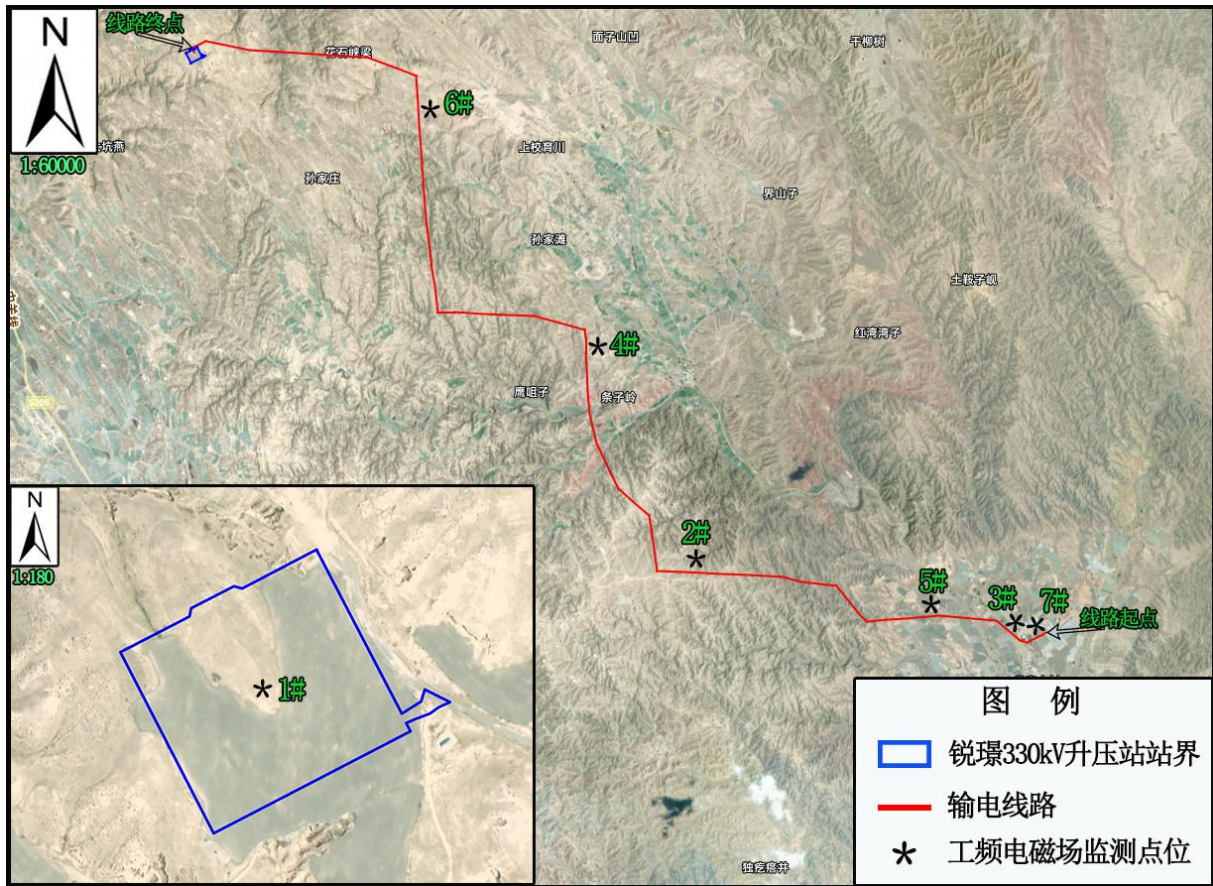 N
1:60000
线路终点
花石峡梁
面子山凹
干柳树
6#
坑燕
上校育川
孙家庄
界山子
孙家滩
土鞍子岘
红湾湾子
4#
S205
鹰咀子
条子岭
N
1:180
2#
5#
3#
7#
线路起点
1#
独疙瘩井
图 例
锐璟330kV升压站站界
输电线路
工频电磁场监测点位